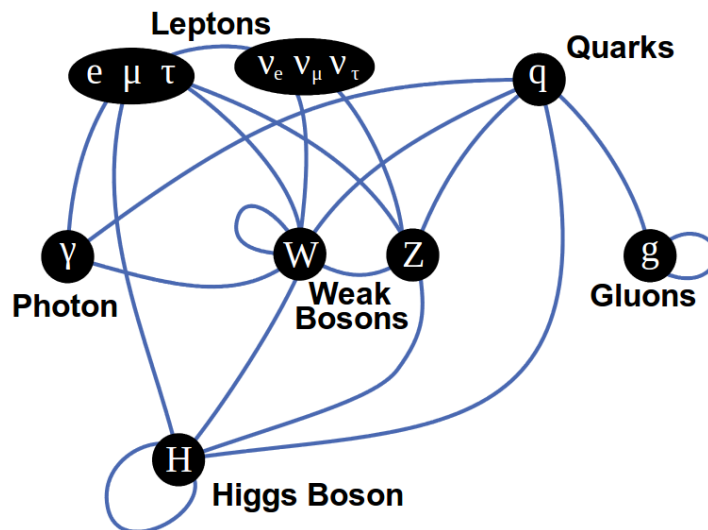 Leptons
e μ τ
νe νμ ντ
Quarks
q
γ
Photon
W
Z
Weak
Bosons
g
Gluons
H
Higgs Boson